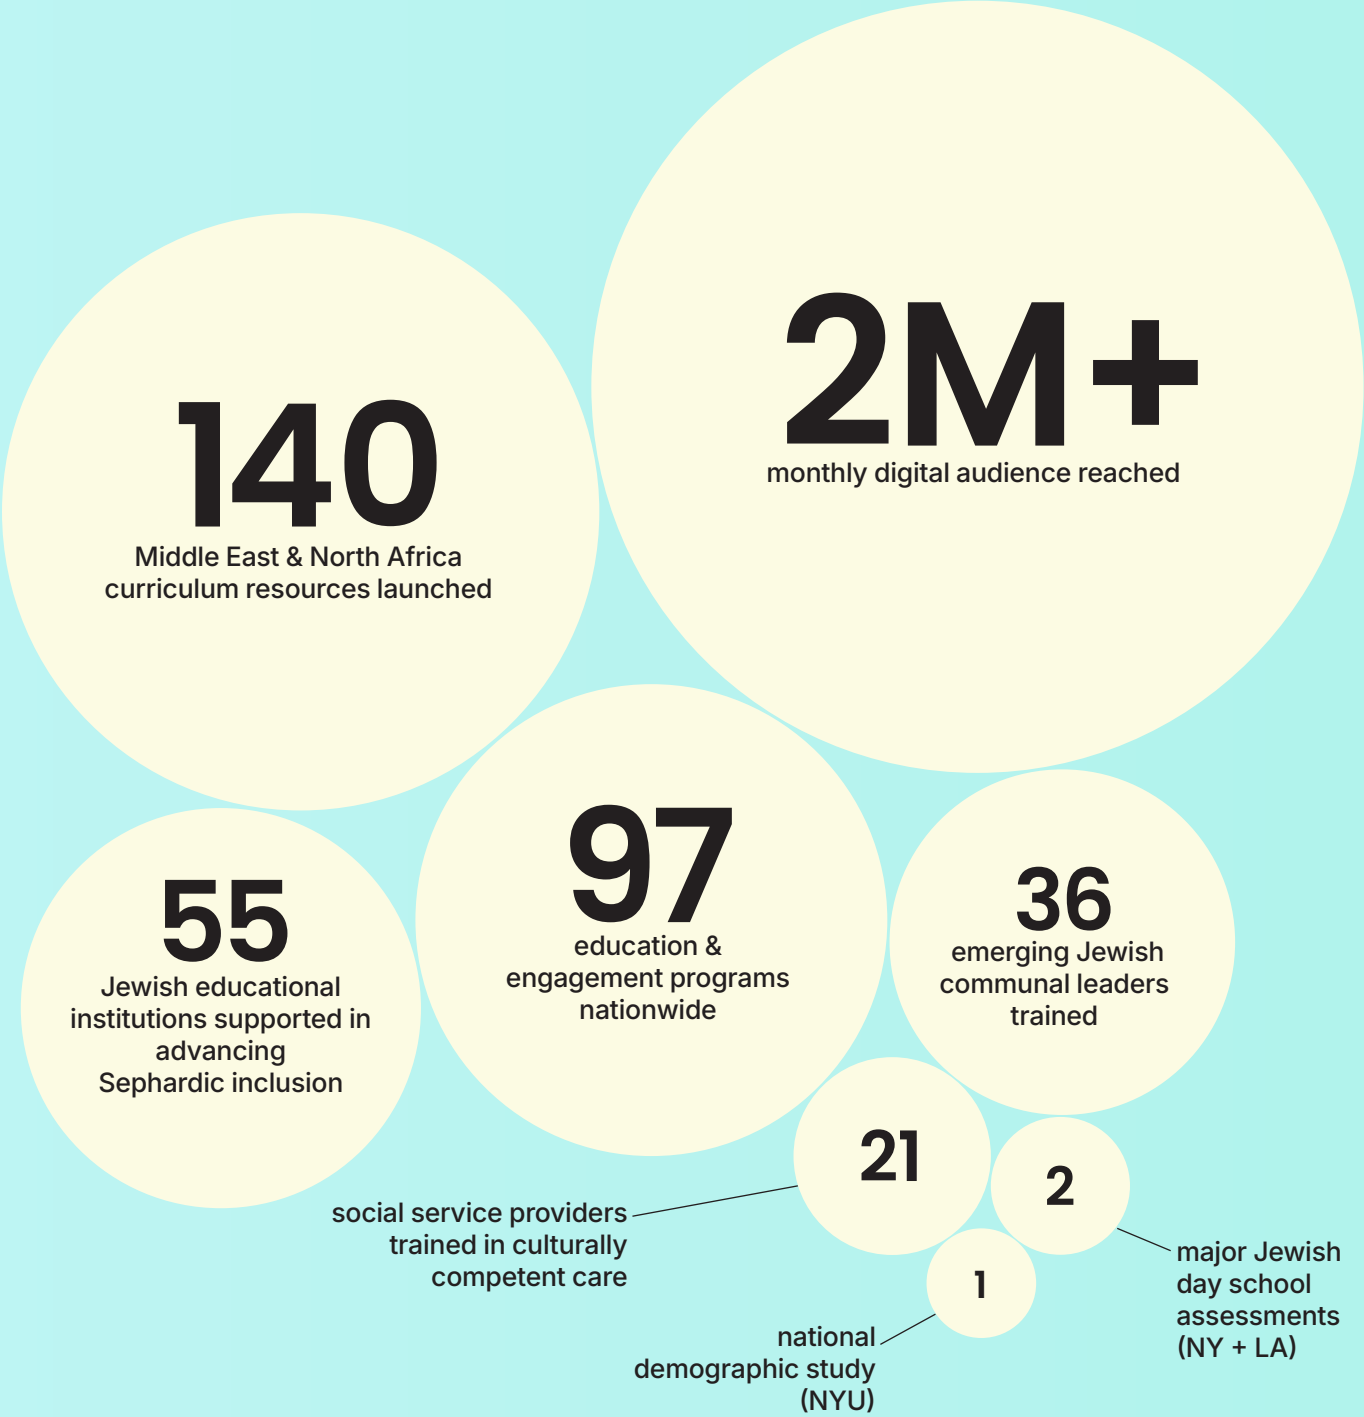 2M+
monthly digital audience reached
140
Middle East & North Africa
curriculum resources launched
97
education &
engagement programs
nationwide
55
Jewish educational
institutions supported in
advancing
Sephardic inclusion
36
emerging Jewish
communal leaders
trained
21
social service providers
trained in culturally
competent care
2
major Jewish
day school
assessments
(NY + LA)
1
national
demographic study
(NYU)